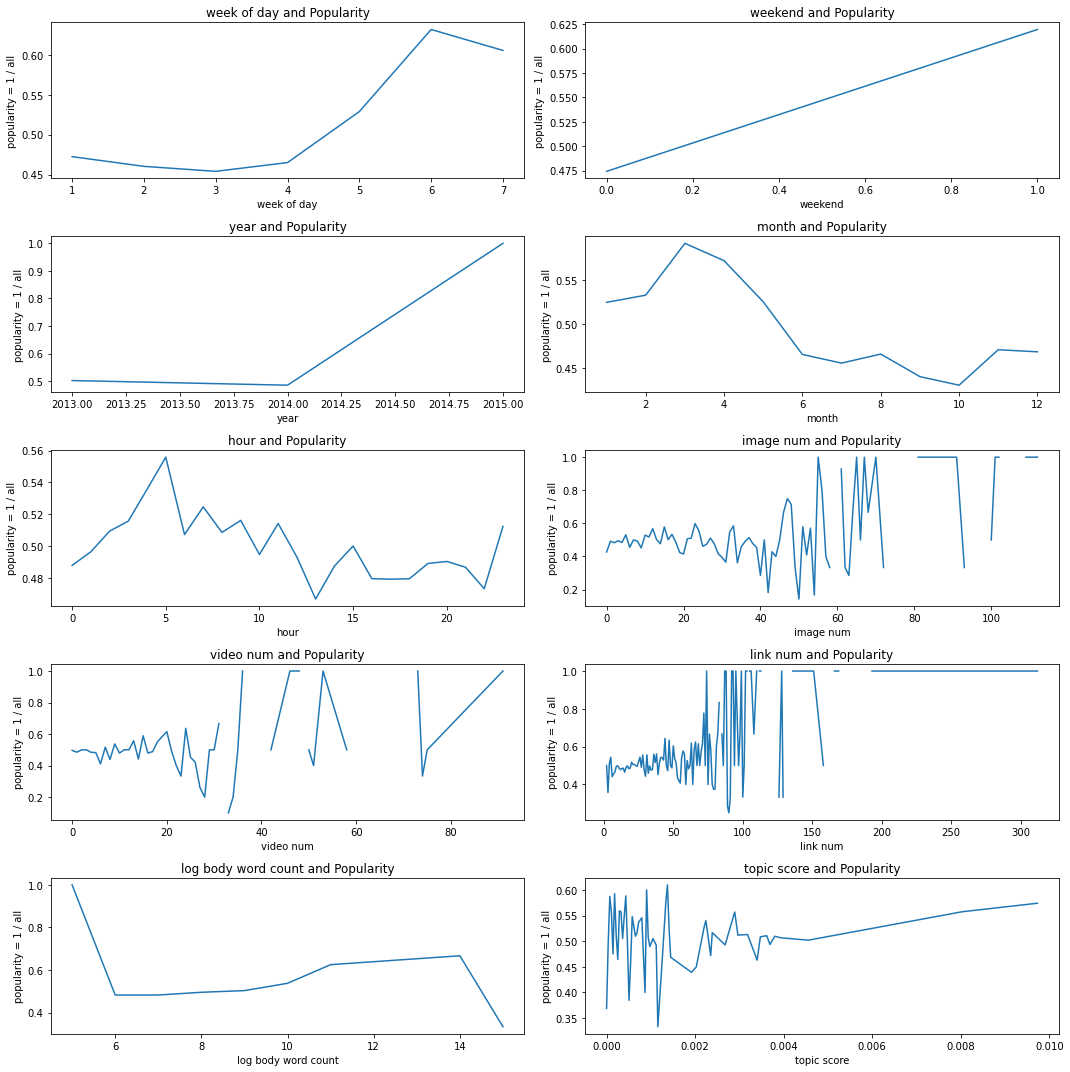 week of day and Popularity
popularity = 1 / all
0.60
0.55
0.50
0.45
1 2 3 4 5 6 7
week of day
weekend and Popularity
popularity = 1 / all
0.625
0.600
0.575
0.550
0.525
0.500
0.475
0.0 0.2 0.4 0.6 0.8 1.0
weekend
year and Popularity
popularity = 1 / all
1.0
0.9
0.8
0.7
0.6
0.5
2013.00 2013.25 2013.50 2013.75 2014.00 2014.25 2014.50 2014.75 2015.00
year
month and Popularity
popularity = 1 / all
0.55
0.50
0.45
2 4 6 8 10 12
month
hour and Popularity
popularity = 1 / all
0.56
0.54
0.52
0.50
0.48
0 5 10 15 20
hour
image num and Popularity
popularity = 1 / all
1.0
0.8
0.6
0.4
0.2
0 20 40 60 80 100
image num
video num and Popularity
popularity = 1 / all
1.0
0.8
0.6
0.4
0.2
0 20 40 60 80
video num
link num and Popularity
popularity = 1 / all
1.0
0.8
0.6
0.4
0 50 100 150 200 250 300
link num
log body word count and Popularity
popularity = 1 / all
1.0
0.8
0.6
0.4
6 8 10 12 14
log body word count
topic score and Popularity
popularity = 1 / all
0.60
0.55
0.50
0.45
0.40
0.35
0.000 0.002 0.004 0.006 0.008 0.010
topic score